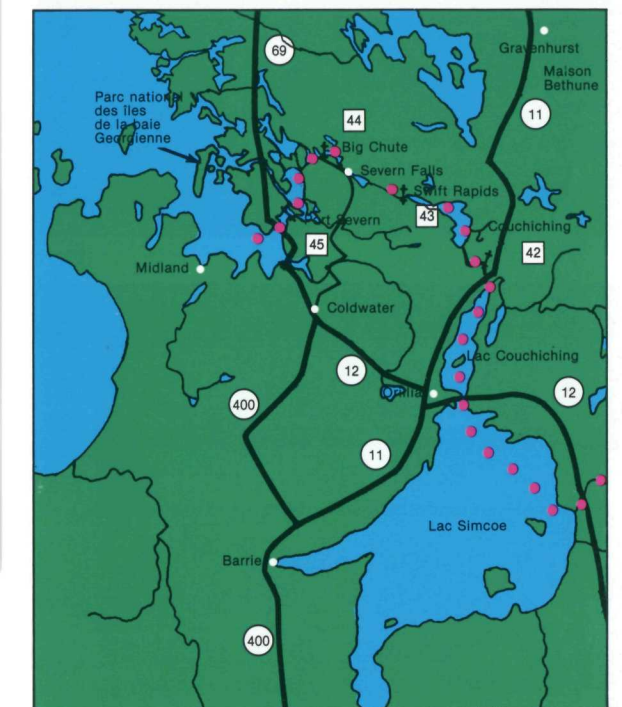 69
Gravenhurst
Maison
Bethune
Parc national
des îles
de la baie
Georgienne
11
44
Big Chute
Severn Falls
Swift Rapids
43
Port Severn
Couchiching
45
42
Midland
Coldwater
Lac Couchiching
12
Orillia
12
400
11
Lac Simcoe
Barrie
400